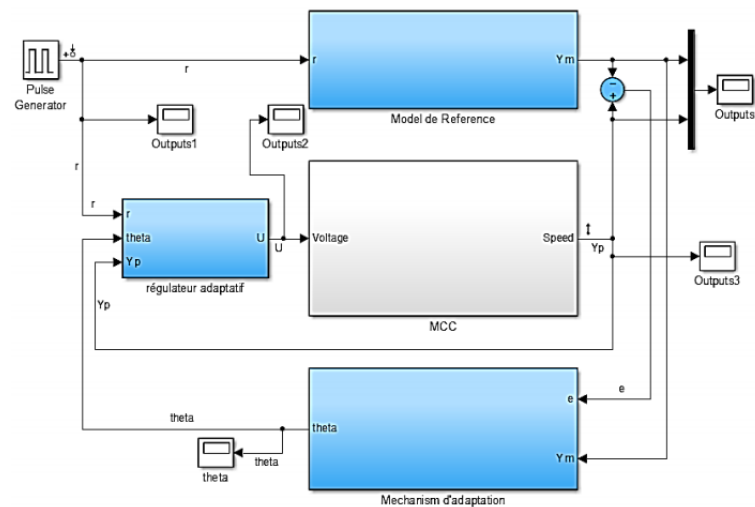 Pulse
Generator
r
r
Ym
Model de Reference
-
+
Outputs
Outputs1
Outputs2
r
r
r
theta
Yp
U
U
régulateur adaptatif
Voltage
Speed
MCC
Yp
Outputs3
Yp
theta
theta
theta
theta
e
e
Ym
Mechanism d'adaptation